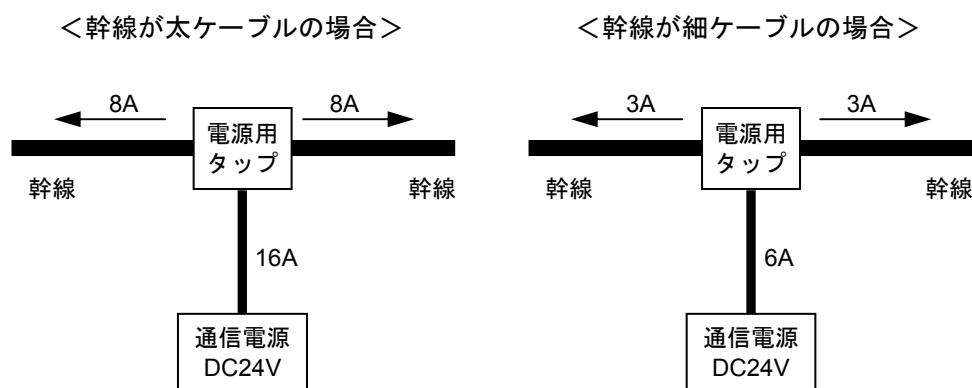 <幹線が太ケーブルの場合>
8A
8A
電源用
タップ
幹線
幹線
16A
通信電源
DC24V
<幹線が細ケーブルの場合>
3A
3A
電源用
タップ
幹線
幹線
6A
通信電源
DC24V